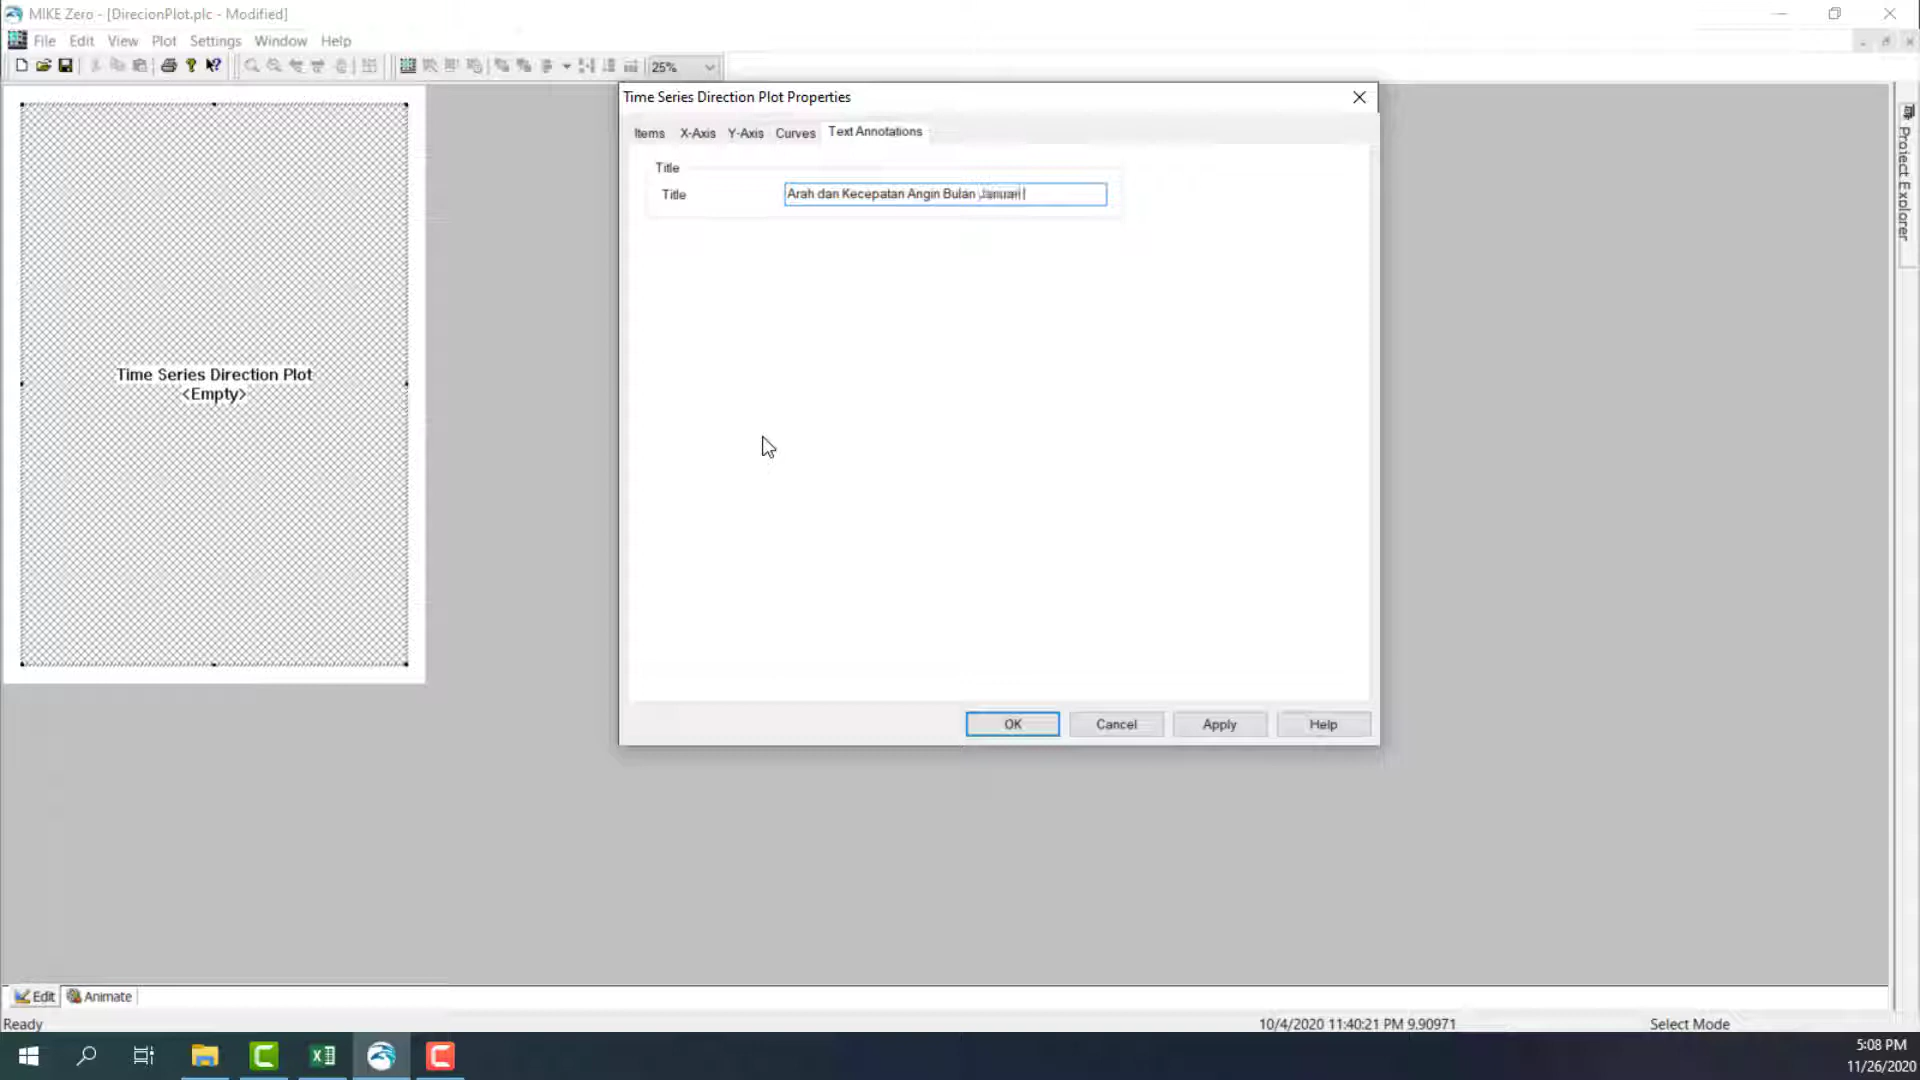 MIKE Zero - [DirecionPlot.plc - Modified]
File Edit View Plot Settings Window Help
25%
Time Series Direction Plot Properties
Items X-Axis Y-Axis Curves Text Annotations
Title
Title Arah dan Kecepatan Angin Bulan Januari
Time Series Direction Plot
<Empty>
Project Explorer
OK Cancel Apply Help
Edit Animate
Ready 10/4/2020 11:40:21 PM 9.90971 Select Mode
5:08 PM
11/26/2020